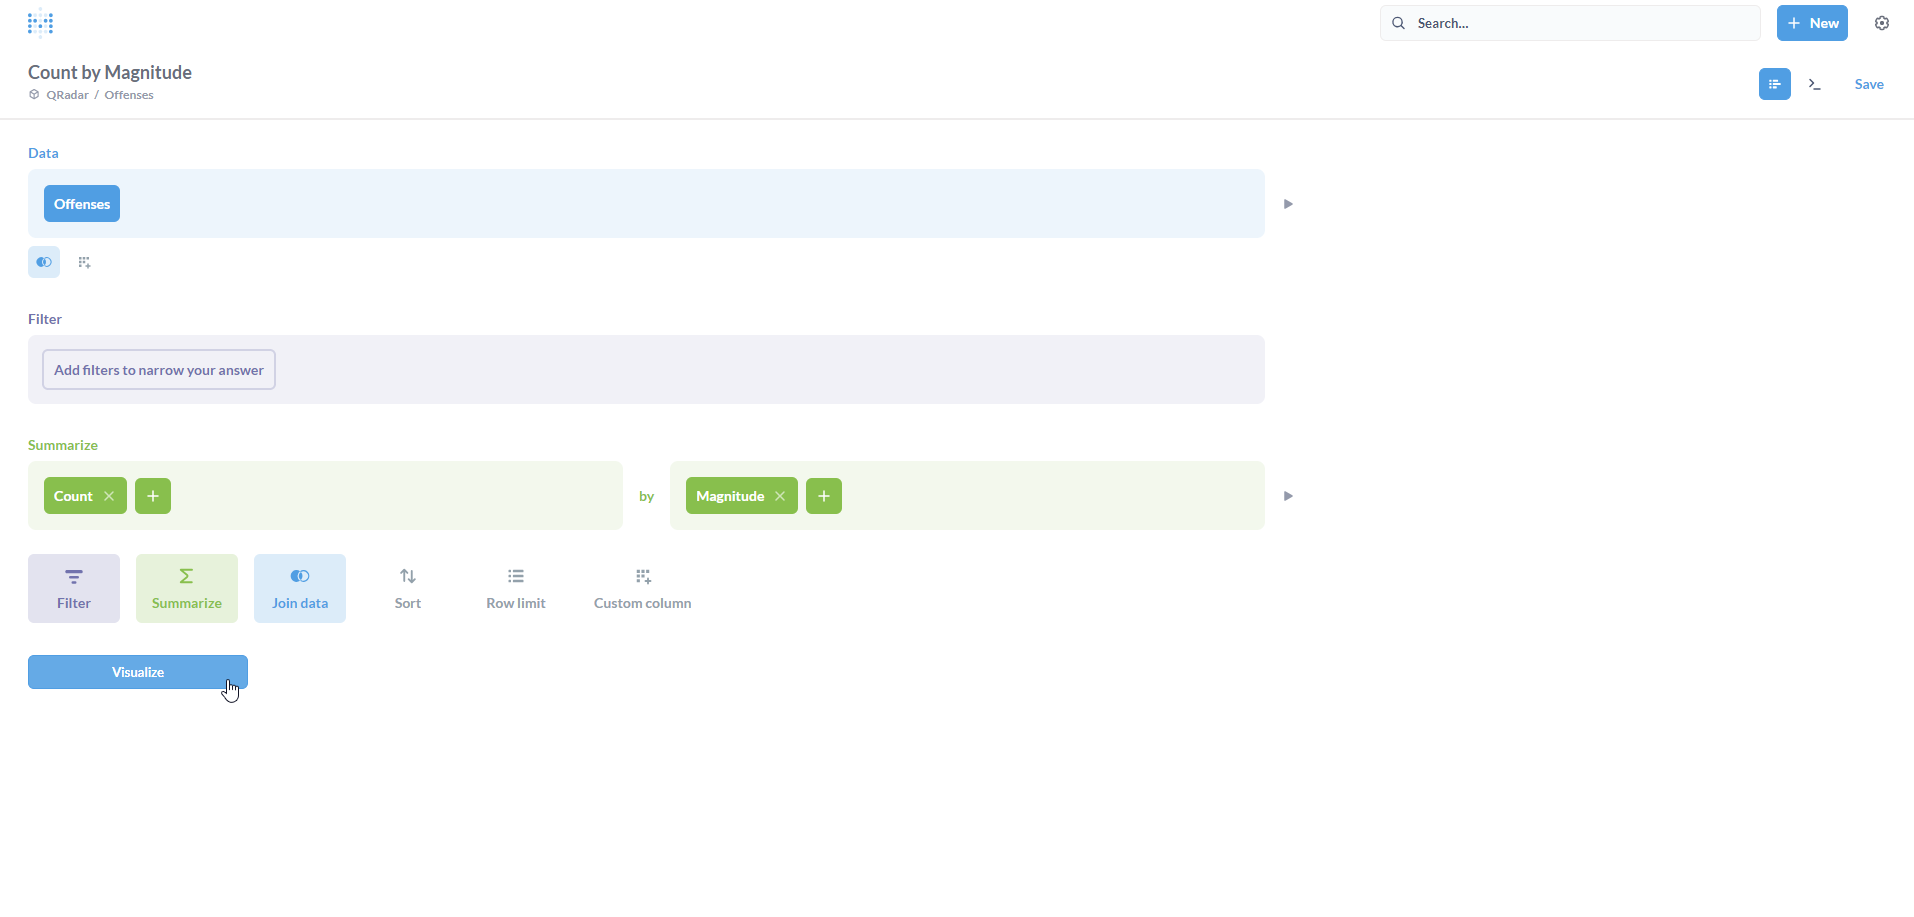 Search...
+ New
Count by Magnitude
QRadar / Offenses
Save
Data
Offenses
Filter
Add filters to narrow your answer
Summarize
Count
by
Magnitude
Filter
Summarize
Join data
Sort
Row limit
Custom column
Visualize